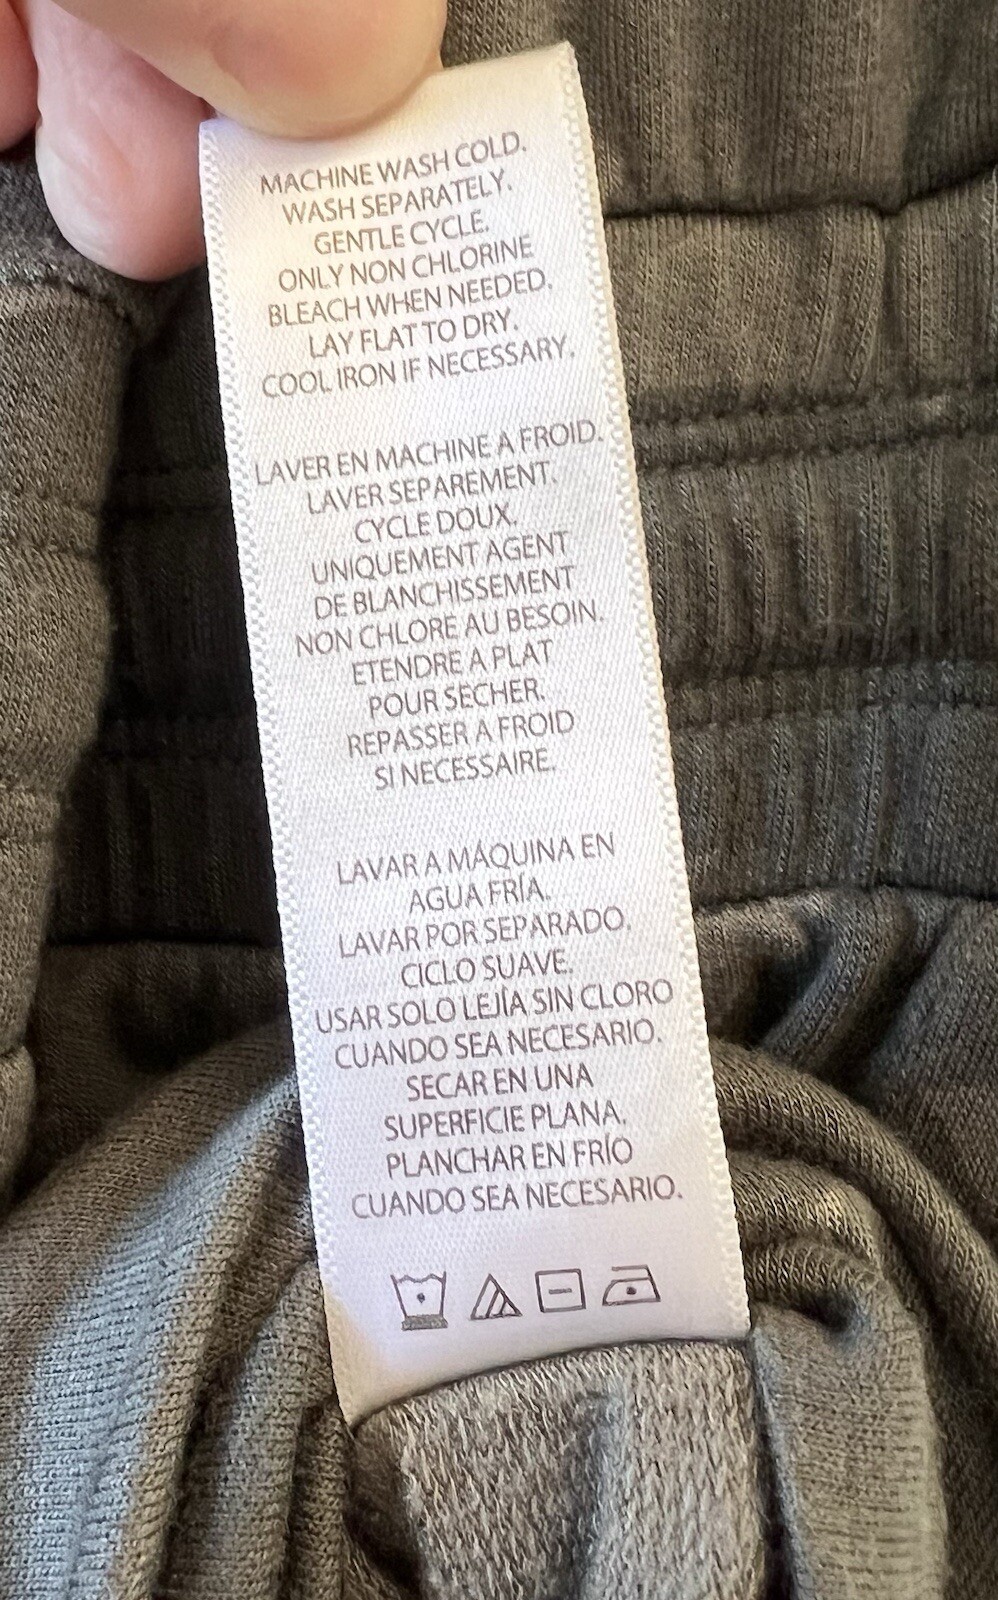 MACHINE WASH COLD.
WASH SEPARATELY.
GENTLE CYCLE.
ONLY NON CHLORINE
BLEACH WHEN NEEDED.
LAY FLAT TO DRY.
COOL IRON IF NECESSARY.
LAVER EN MACHINE A FROID.
LAVER SEPAREMENT.
CYCLE DOUX.
UNIQUEMENT AGENT
DE BLANCHISSEMENT
NON CHLORE AU BESOIN.
ETENDRE A PLAT
POUR SECHER.
REPASSER A FROID
SI NECESSAIRE.
LAVAR A MÁQUINA EN
AGUA FRÍA.
LAVAR POR SEPARADO.
CICLO SUAVE.
USAR SOLO LEJÍA SIN CLORO
CUANDO SEA NECESARIO.
SECAR EN UNA
SUPERFICIE PLANA.
PLANCHAR EN FRÍO
CUANDO SEA NECESARIO.